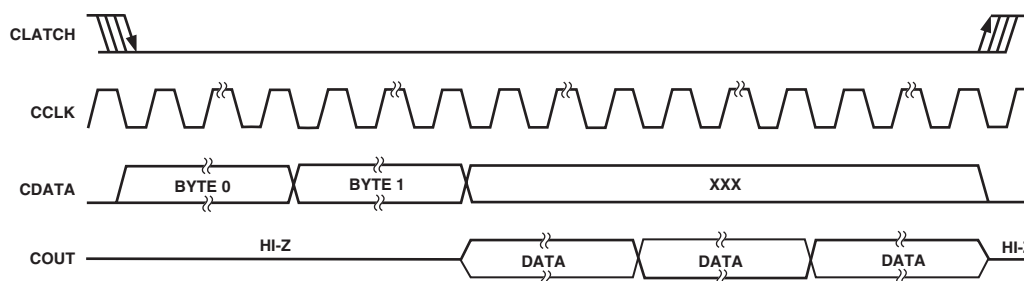 CLATCH
CCLK
CDATA BYTE 0 BYTE 1 XXX
COUT HI-Z DATA DATA DATA